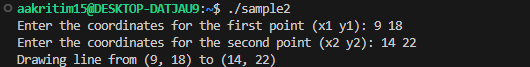 aakritim15@DESKTOP-DATJAU9:~$ ./sample2
Enter the coordinates for the first point (x1 y1): 9 18
Enter the coordinates for the second point (x2 y2): 14 22
Drawing line from (9, 18) to (14, 22)